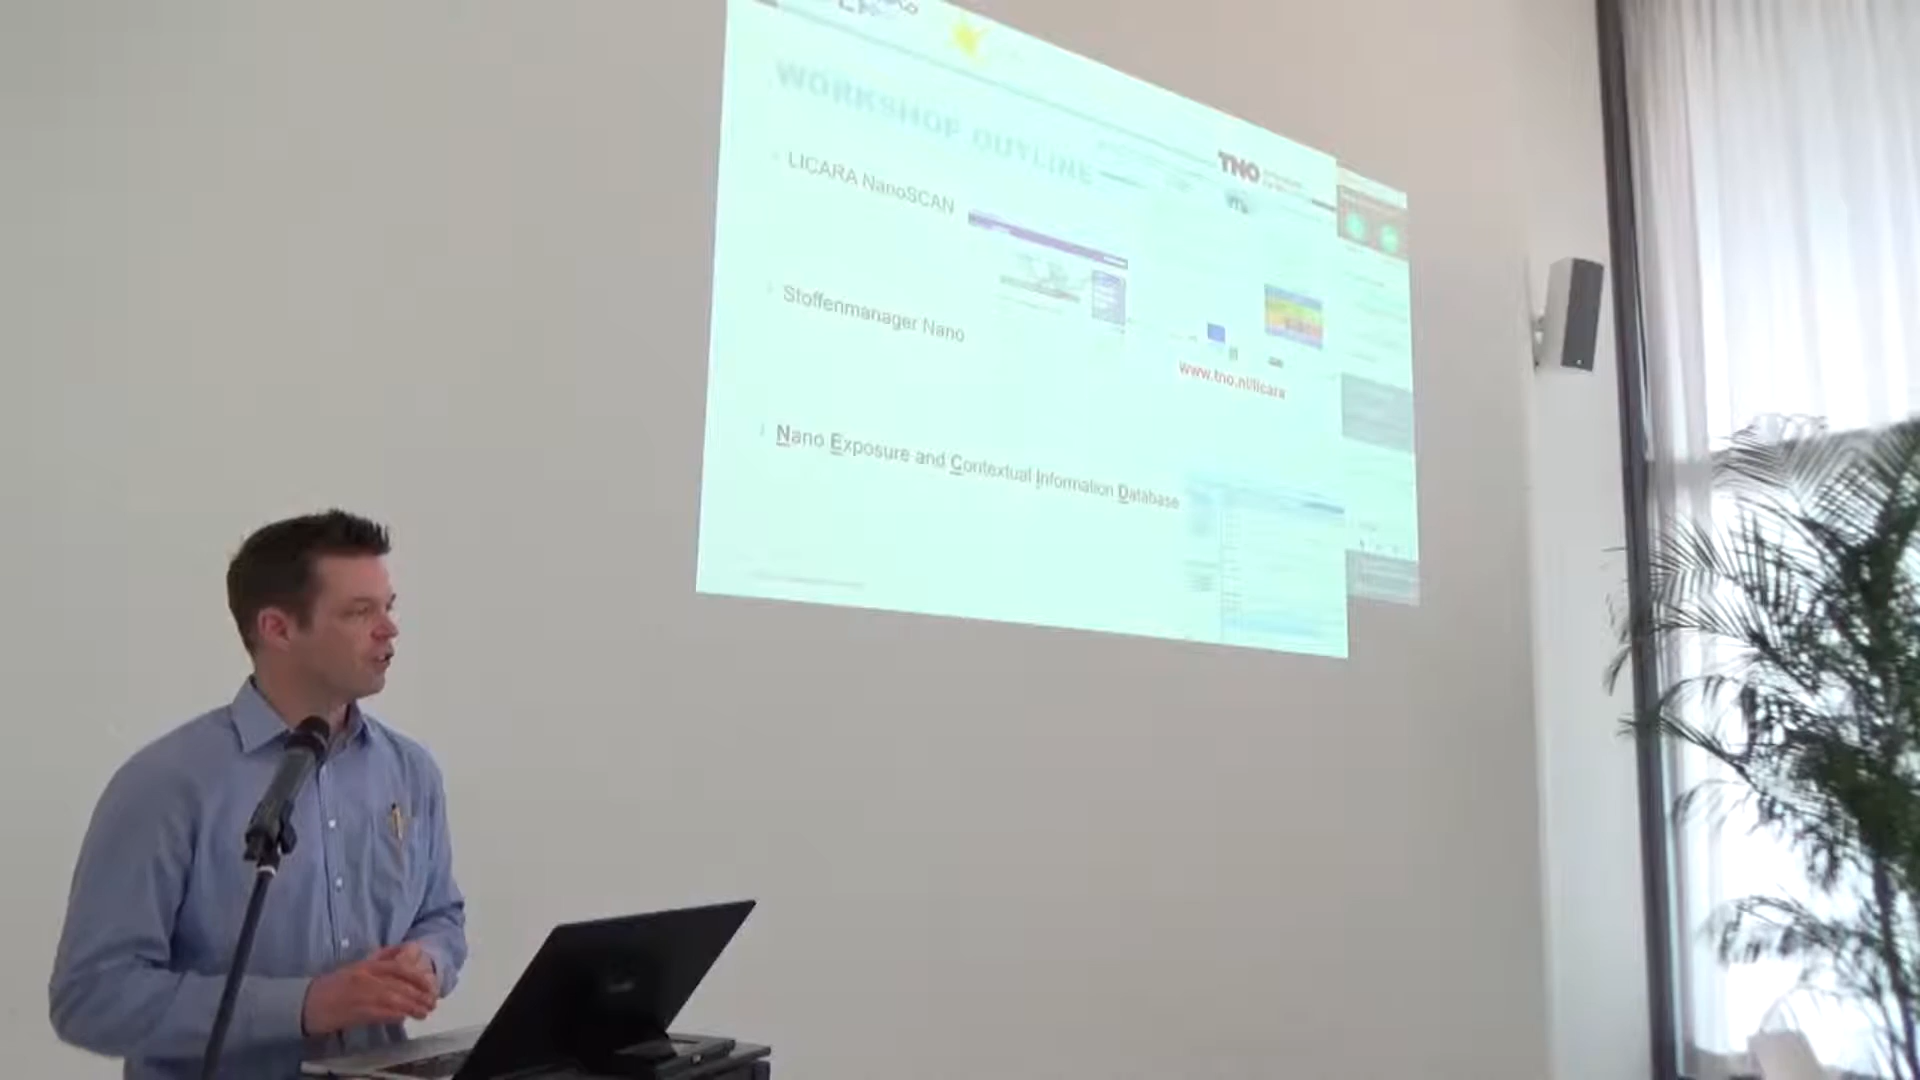 WORKSHOP OUTLINE
TNO
LICARA NanoSCAN
Stoffenmanager Nano
www.tno.nl/licara
Nano Exposure and Contextual Information Database